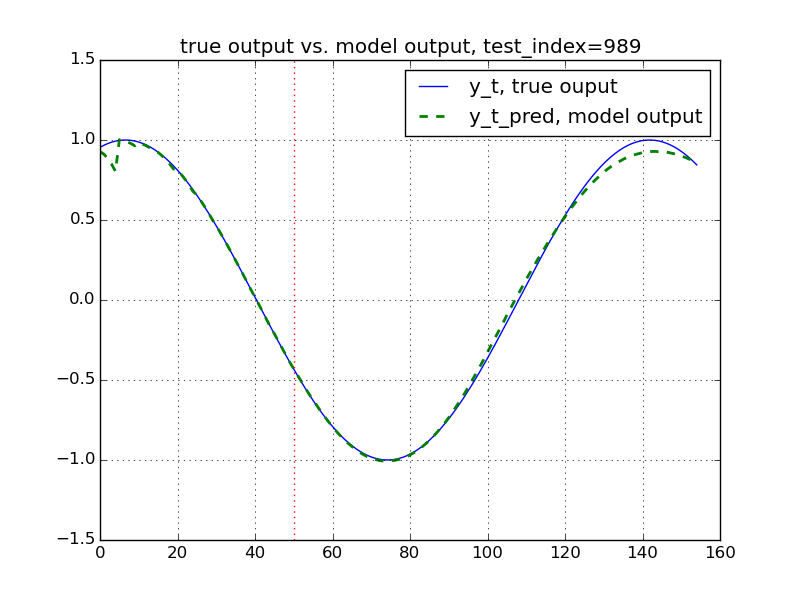 true output vs. model output, test_index=989
y_t, true ouput
y_t_pred, model output
1.5
1.0
0.5
0.0
−0.5
−1.0
−1.5
0 20 40 60 80 100 120 140 160